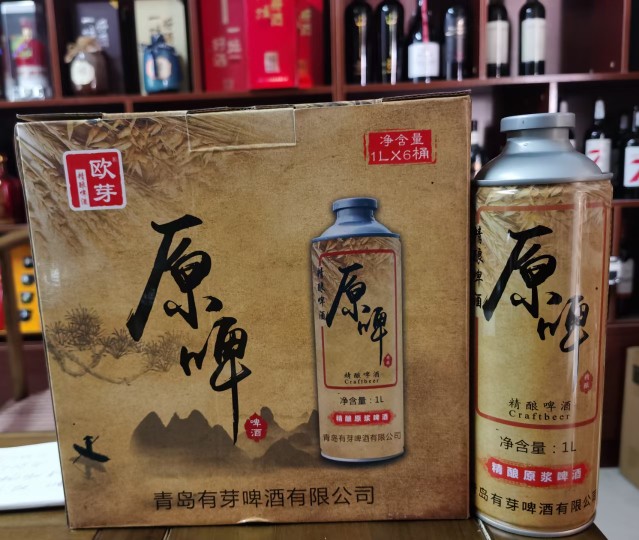 欧芽
精酿啤酒
净含量
1L×6桶
原啤
啤酒
精酿啤酒
原啤
精酿啤酒
Craftbeer
净含量：1L
精酿原浆啤酒
青岛有芽啤酒有限公司
青岛有芽啤酒有限公司
精酿啤酒
原啤
精酿啤酒
Craftbeer
净含量：1L
精酿原浆啤酒
岛有芽啤酒有限公